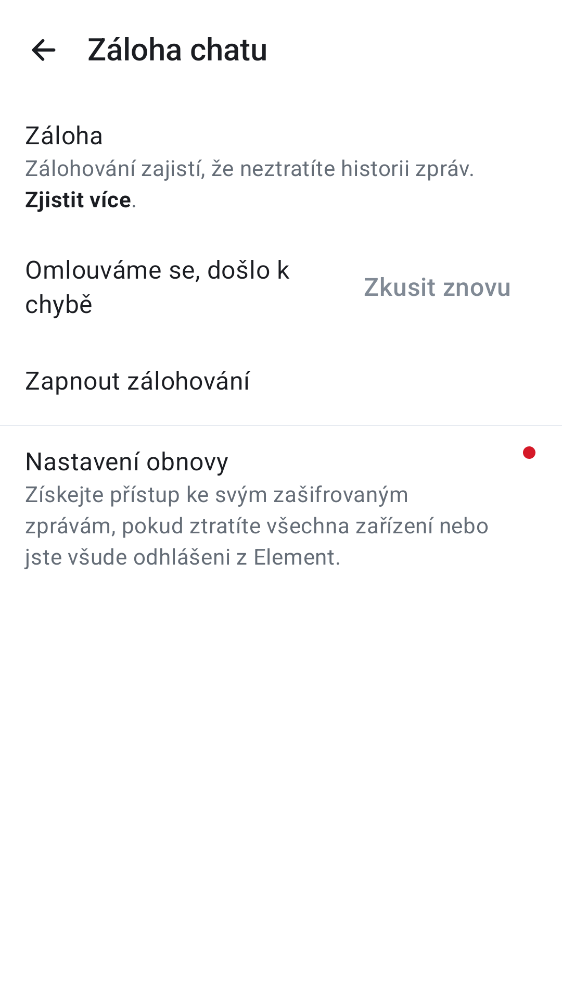 Záloha chatu
Záloha
Zálohování zajistí, že neztratíte historii zpráv.
Zjistit více.
Omlouváme se, došlo k
chybě
Zkusit znovu
Zapnout zálohování
Nastavení obnovy
Získejte přístup ke svým zašifrovaným
zprávám, pokud ztratíte všechna zařízení nebo
jste všude odhlášeni z Element.